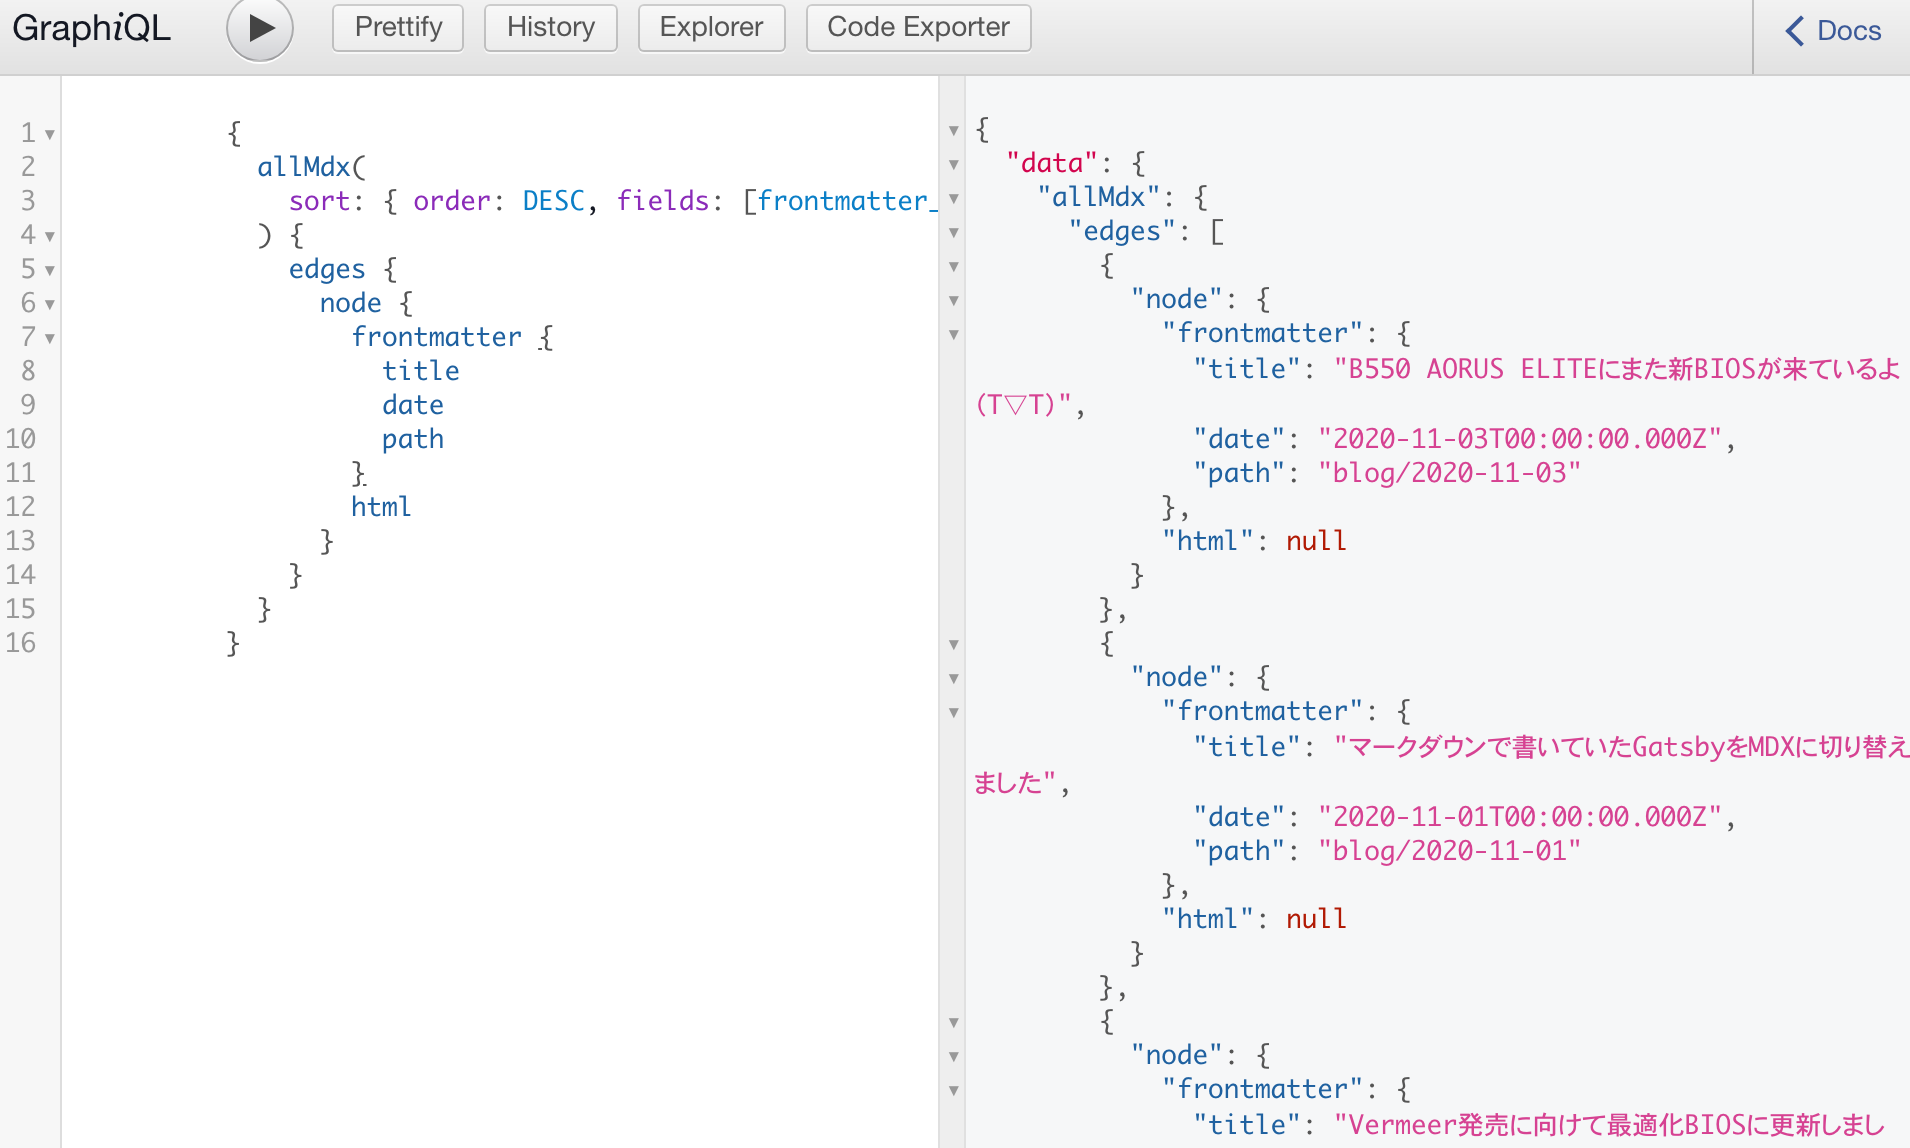 GraphiQL
Prettify
History
Explorer
Code Exporter
Docs
1 {
2 allMdx(
3 sort: { order: DESC, fields: [frontmatter_
4 ) {
5 edges {
6 node {
7 frontmatter {
8 title
9 date
10 path
11 }
12 html
13 }
14 }
15 }
16 }
{
"data": {
"allMdx": {
"edges": [
{
"node": {
"frontmatter": {
"title": "B550 AORUS ELITEにまた新BIOSが来ているよ
(T▽T)",
"date": "2020-11-03T00:00:00.000Z",
"path": "blog/2020-11-03"
},
"html": null
}
},
{
"node": {
"frontmatter": {
"title": "マークダウンで書いていたGatsbyをMDXに切り替え
ました",
"date": "2020-11-01T00:00:00.000Z",
"path": "blog/2020-11-01"
},
"html": null
}
},
{
"node": {
"frontmatter": {
"title": "Vermeer発売に向けて最適化BIOSに更新しまし